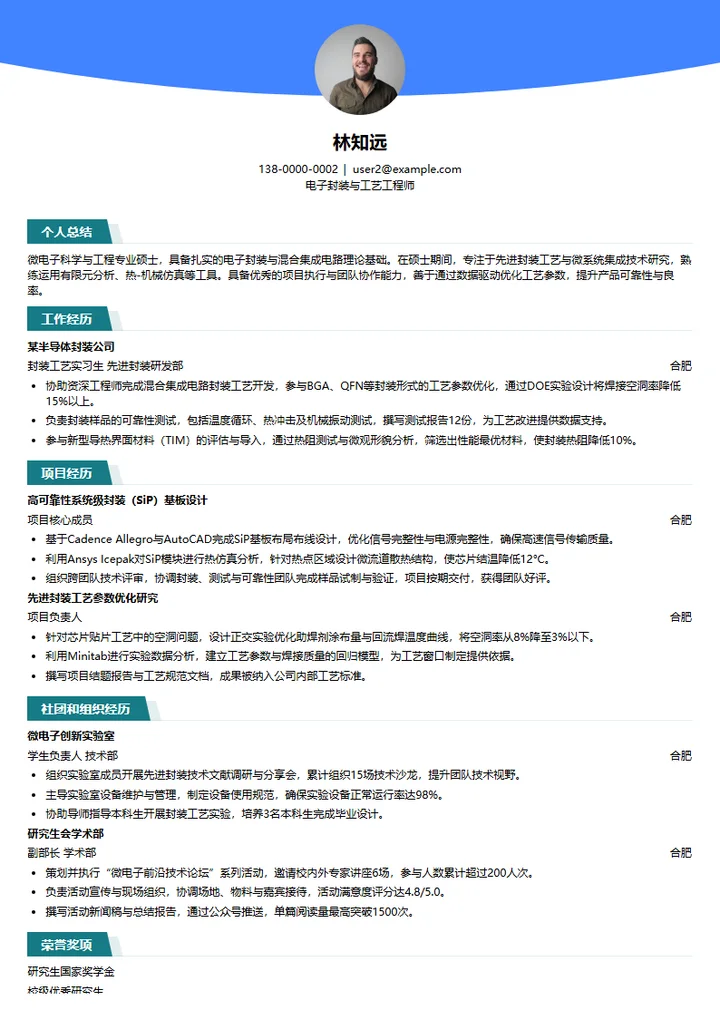 林知远
138-0000-0002 | user2@example.com
电子封装与工艺工程师
个人总结
微电子科学与工程专业硕士，具备扎实的电子封装与混合集成电路理论基础。在硕士期间，专注于先进封装工艺与微系统集成技术研究，熟
练运用有限元分析、热-机械仿真等工具。具备优秀的项目执行与团队协作能力，善于通过数据驱动优化工艺参数，提升产品可靠性与良
率。
工作经历
某半导体封装公司
封装工艺实习生 先进封装研发部 合肥
• 协助资深工程师完成混合集成电路封装工艺开发，参与BGA、QFN等封装形式的工艺参数优化，通过DOE实验设计将焊接空洞率降低
15%以上。
• 负责封装样品的可靠性测试，包括温度循环、热冲击及机械振动测试，撰写测试报告12份，为工艺改进提供数据支持。
• 参与新型导热界面材料（TIM）的评估与导入，通过热阻测试与微观形貌分析，筛选出性能最优材料，使封装热阻降低10%。
项目经历
高可靠性系统级封装（SiP）基板设计
项目核心成员 合肥
• 基于Cadence Allegro与AutoCAD完成SiP基板布局布线设计，优化信号完整性与电源完整性，确保高速信号传输质量。
• 利用Ansys Icepak对SiP模块进行热仿真分析，针对热点区域设计微流道散热结构，使芯片结温降低12°C。
• 组织跨团队技术评审，协调封装、测试与可靠性团队完成样品试制与验证，项目按期交付，获得团队好评。
先进封装工艺参数优化研究
项目负责人 合肥
• 针对芯片贴片工艺中的空洞问题，设计正交实验优化助焊剂涂布量与回流焊温度曲线，将空洞率从8%降至3%以下。
• 利用Minitab进行实验数据分析，建立工艺参数与焊接质量的回归模型，为工艺窗口制定提供依据。
• 撰写项目结题报告与工艺规范文档，成果被纳入公司内部工艺标准。
社团和组织经历
微电子创新实验室
学生负责人 技术部 合肥
• 组织实验室成员开展先进封装技术文献调研与分享会，累计组织15场技术沙龙，提升团队技术视野。
• 主导实验室设备维护与管理，制定设备使用规范，确保实验设备正常运行率达98%。
• 协助导师指导本科生开展封装工艺实验，培养3名本科生完成毕业设计。
研究生会学术部
副部长 学术部 合肥
• 策划并执行“微电子前沿技术论坛”系列活动，邀请校内外专家讲座6场，参与人数累计超过200人次。
• 负责活动宣传与现场组织，协调场地、物料与嘉宾接待，活动满意度评分达4.8/5.0。
• 撰写活动新闻稿与总结报告，通过公众号推送，单篇阅读量最高突破1500次。
荣誉奖项
研究生国家奖学金
校级优秀研究生